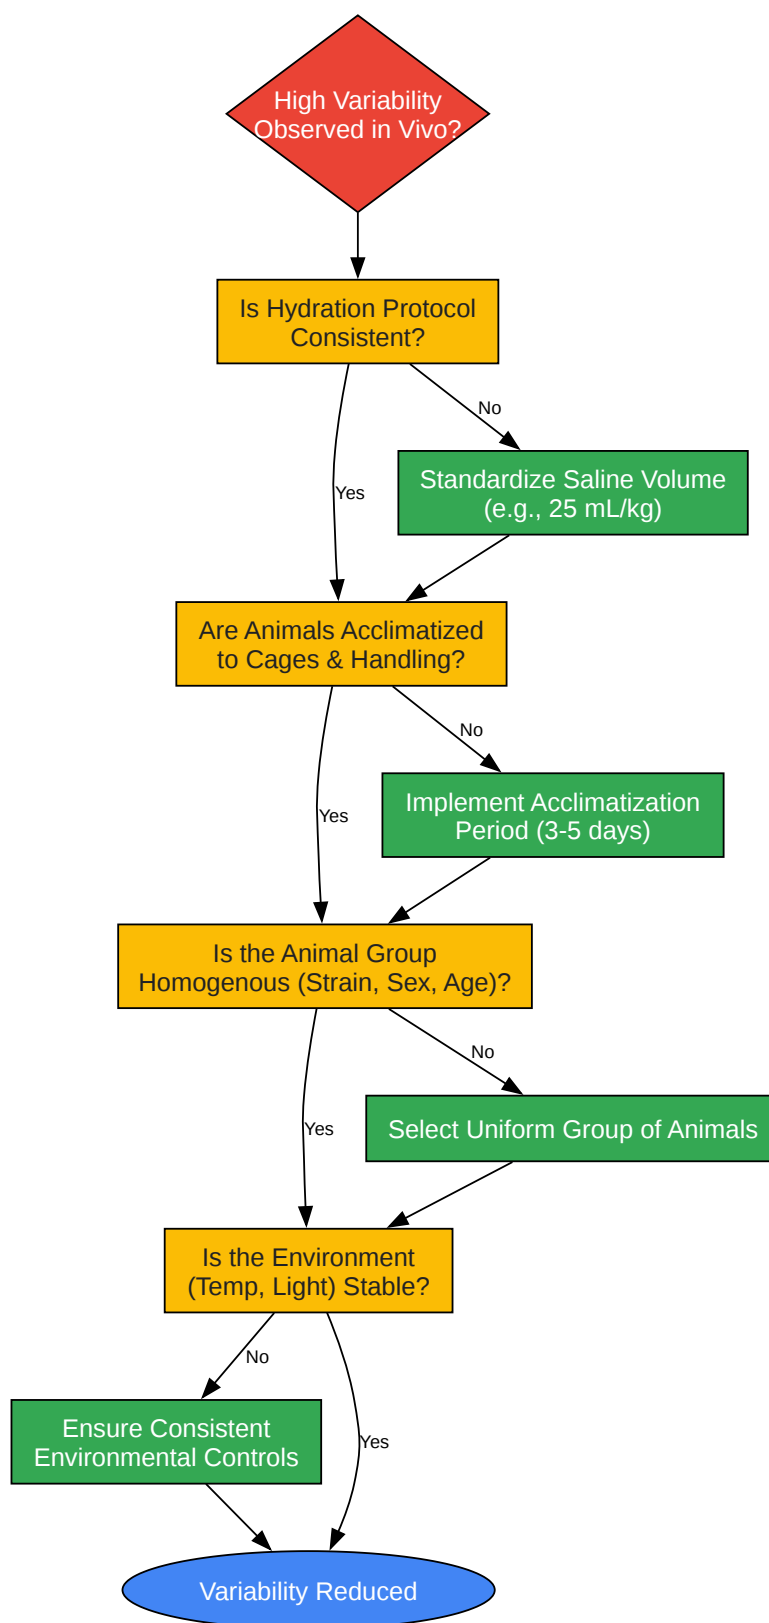 High Variability
Observed in Vivo?
Is Hydration Protocol
Consistent?
No
Standardize Saline Volume
(e.g., 25 mL/kg)
Yes
Are Animals Acclimatized
to Cages & Handling?
No
Implement Acclimatization
Period (3-5 days)
Yes
Is the Animal Group
Homogenous (Strain, Sex, Age)?
No
Select Uniform Group of Animals
Yes
Is the Environment
(Temp, Light) Stable?
No
Ensure Consistent
Environmental Controls
Yes
Variability Reduced